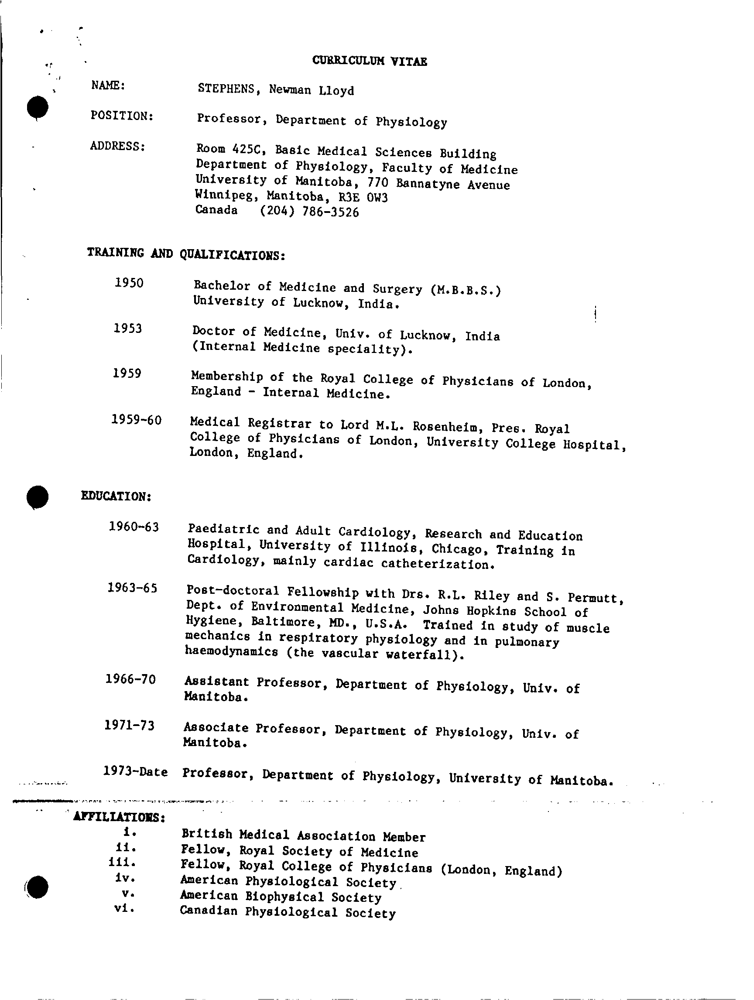 CURRICULUM VITAE
NAME: STEPHENS, Newman Lloyd
POSITION: Professor, Department of Physiology
ADDRESS: Room 425C, Basic Medical Sciences Building
Department of Physiology, Faculty of Medicine
University of Manitoba, 770 Bannatyne Avenue
Winnipeg, Manitoba, R3E 0W3
Canada (204) 786-3526
TRAINING AND QUALIFICATIONS:
1950 Bachelor of Medicine and Surgery (M.B.B.S.)
University of Lucknow, India.
1953 Doctor of Medicine, Univ. of Lucknow, India
(Internal Medicine speciality).
1959 Membership of the Royal College of Physicians of London,
England - Internal Medicine.
1959-60 Medical Registrar to Lord M.L. Rosenheim, Pres. Royal
College of Physicians of London, University College Hospital,
London, England.
EDUCATION:
1960-63 Paediatric and Adult Cardiology, Research and Education
Hospital, University of Illinois, Chicago, Training in
Cardiology, mainly cardiac catheterization.
1963-65 Post-doctoral Fellowship with Drs. R.L. Riley and S. Permutt,
Dept. of Environmental Medicine, Johns Hopkins School of
Hygiene, Baltimore, MD., U.S.A. Trained in study of muscle
mechanics in respiratory physiology and in pulmonary
haemodynamics (the vascular waterfall).
1966-70 Assistant Professor, Department of Physiology, Univ. of
Manitoba.
1971-73 Associate Professor, Department of Physiology, Univ. of
Manitoba.
1973-Date Professor, Department of Physiology, University of Manitoba.
AFFILIATIONS:
i. British Medical Association Member
ii. Fellow, Royal Society of Medicine
iii. Fellow, Royal College of Physicians (London, England)
iv. American Physiological Society
v. American Biophysical Society
vi. Canadian Physiological Society